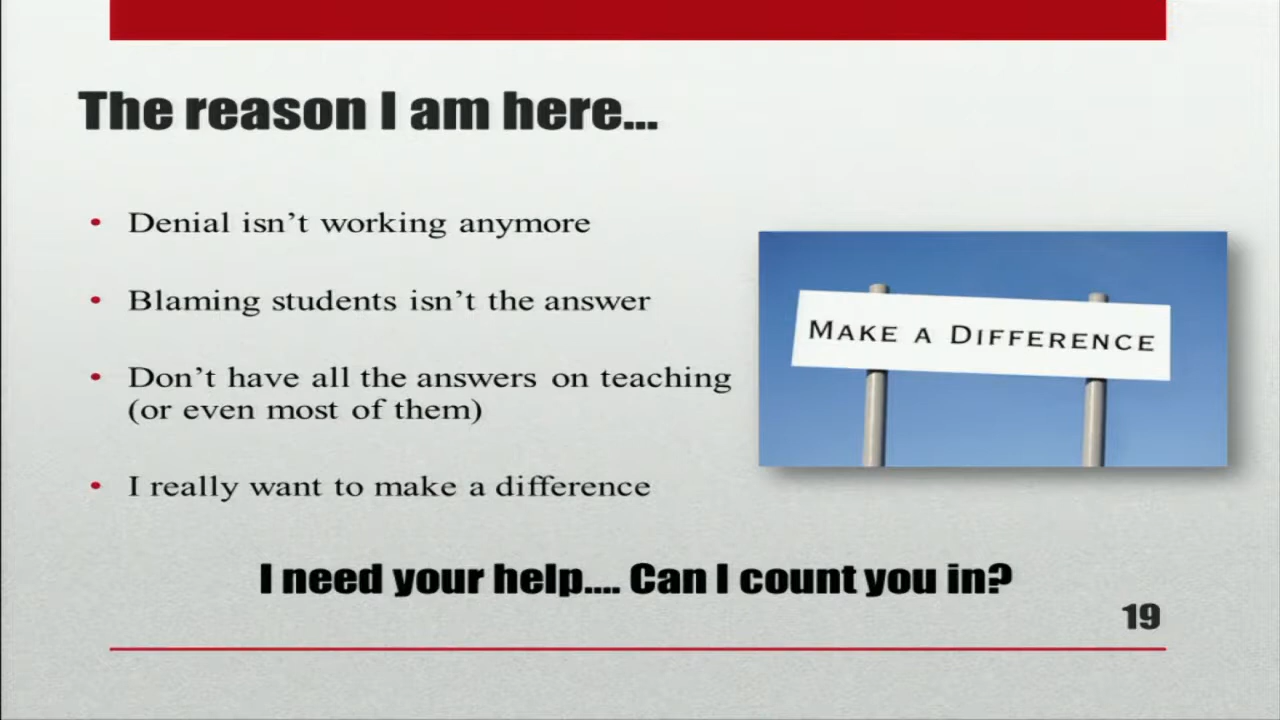 The reason I am here...
• Denial isn’t working anymore
• Blaming students isn’t the answer
• Don’t have all the answers on teaching
(or even most of them)
• I really want to make a difference
MAKE A DIFFERENCE
I need your help.... Can I count you in?
19